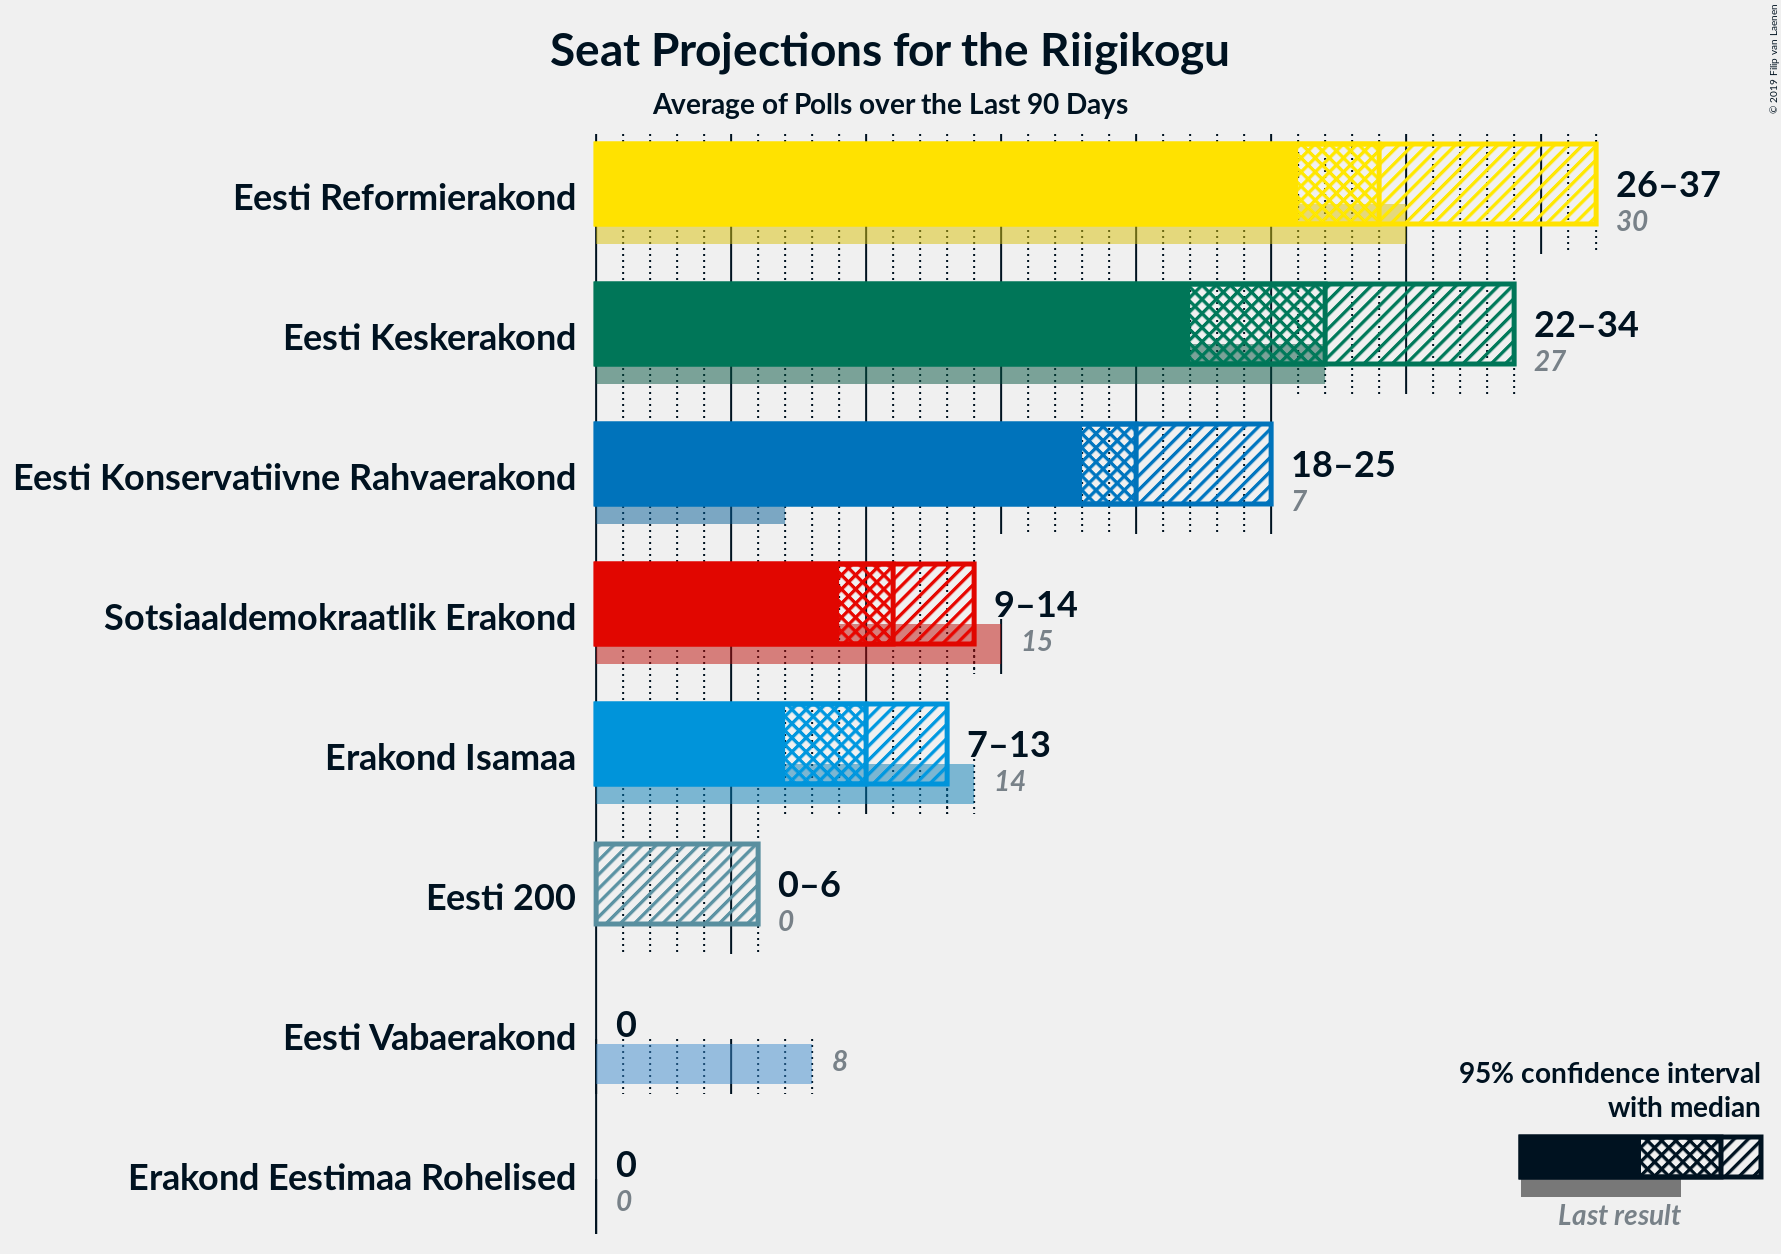 Seat Projections for the Riigikogu
Average of Polls over the Last 90 Days
© 2019 Filip van Laenen
Eesti Reformierakond
26–37
30
Eesti Keskerakond
22–34
27
Eesti Konservatiivne Rahvaerakond
18–25
7
Sotsiaaldemokraatlik Erakond
9–14
15
Erakond Isamaa
7–13
14
Eesti 200
0–6
0
Eesti Vabaerakond
0
8
Erakond Eestimaa Rohelised
0
0
95% confidence interval
with median
Last result